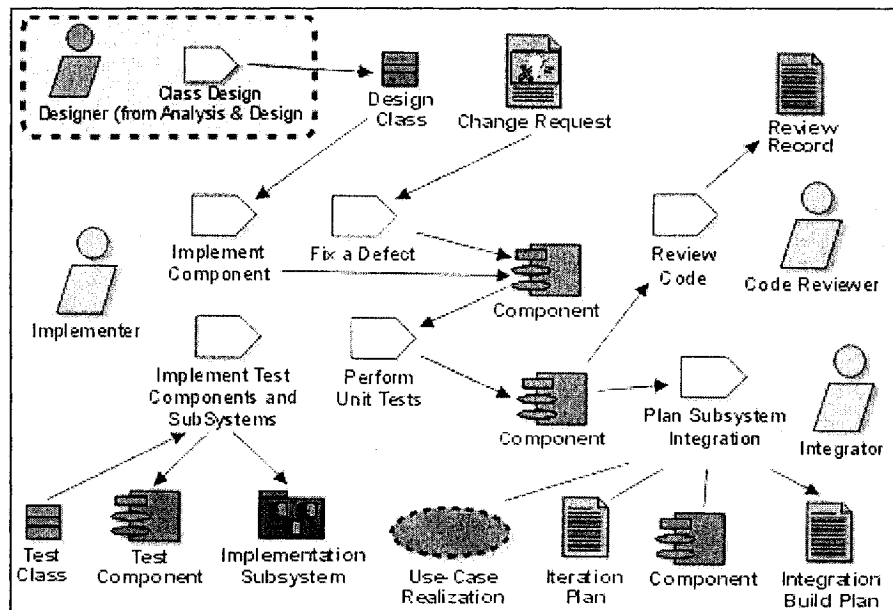 Class Design
Designer (from Analysis & Design
Design
Class
Change Request
Review
Record
Implement
Component
Fix a Defect
Component
Review
Code
Code Reviewer
Implementer
Implement Test
Components and
SubSystems
Perform
Unit Tests
Component
Plan Subsystem
Integration
Integrator
Test
Class
Test
Component
Implementation
Subsystem
Use-Case
Realization
Iteration
Plan
Component
Integration
Build Plan